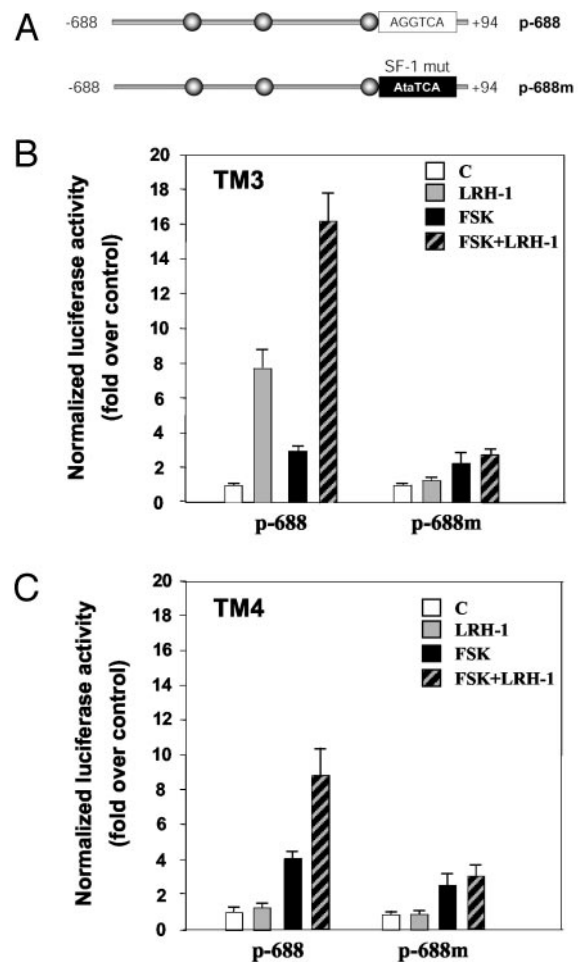 A
-688 AGGTCA +94 p-688
SF-1 mut
-688 AtaTCA +94 p-688m
B
TM3
Normalized luciferase activity
(fold over control)
20
18
16
14
12
10
8
6
4
2
0
C
LRH-1
FSK
FSK+LRH-1
p-688 p-688m
C
TM4
Normalized luciferase activity
(fold over control)
20
18
16
14
12
10
8
6
4
2
0
C
LRH-1
FSK
FSK+LRH-1
p-688 p-688m